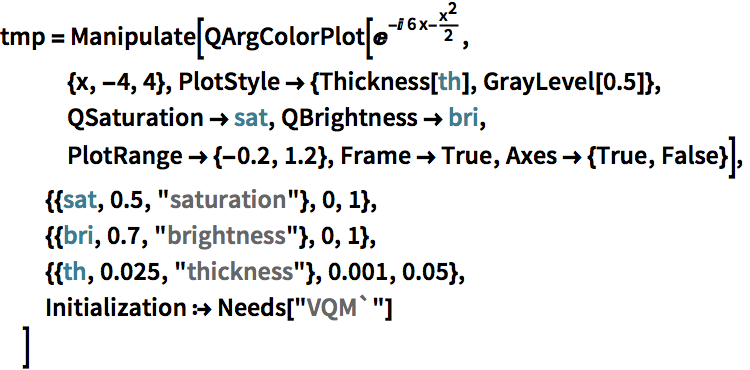 tmp = Manipulate[QArgColorPlot[ⅇ^(-ⅈ 6 x - x^2/2),
{x, -4, 4}, PlotStyle → {Thickness[th], GrayLevel[0.5]},
QSaturation → sat, QBrightness → bri,
PlotRange → {-0.2, 1.2}, Frame → True, Axes → {True, False}],
{{sat, 0.5, "saturation"}, 0, 1},
{{bri, 0.7, "brightness"}, 0, 1},
{{th, 0.025, "thickness"}, 0.001, 0.05},
Initialization :→ Needs["VQM`"]
]